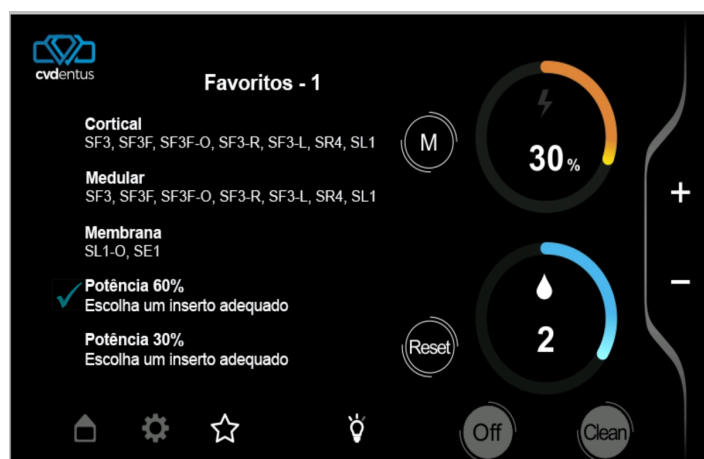 cvdentus
Favoritos - 1
Cortical
SF3, SF3F, SF3F-O, SF3-R, SF3-L, SR4, SL1
Medular
SF3, SF3F, SF3F-O, SF3-R, SF3-L, SR4, SL1
Membrana
SL1-O, SE1
Potência 60%
Escolha um inserto adequado
Potência 30%
Escolha um inserto adequado
M
30%
+
−
2
Reset
Off
Clean